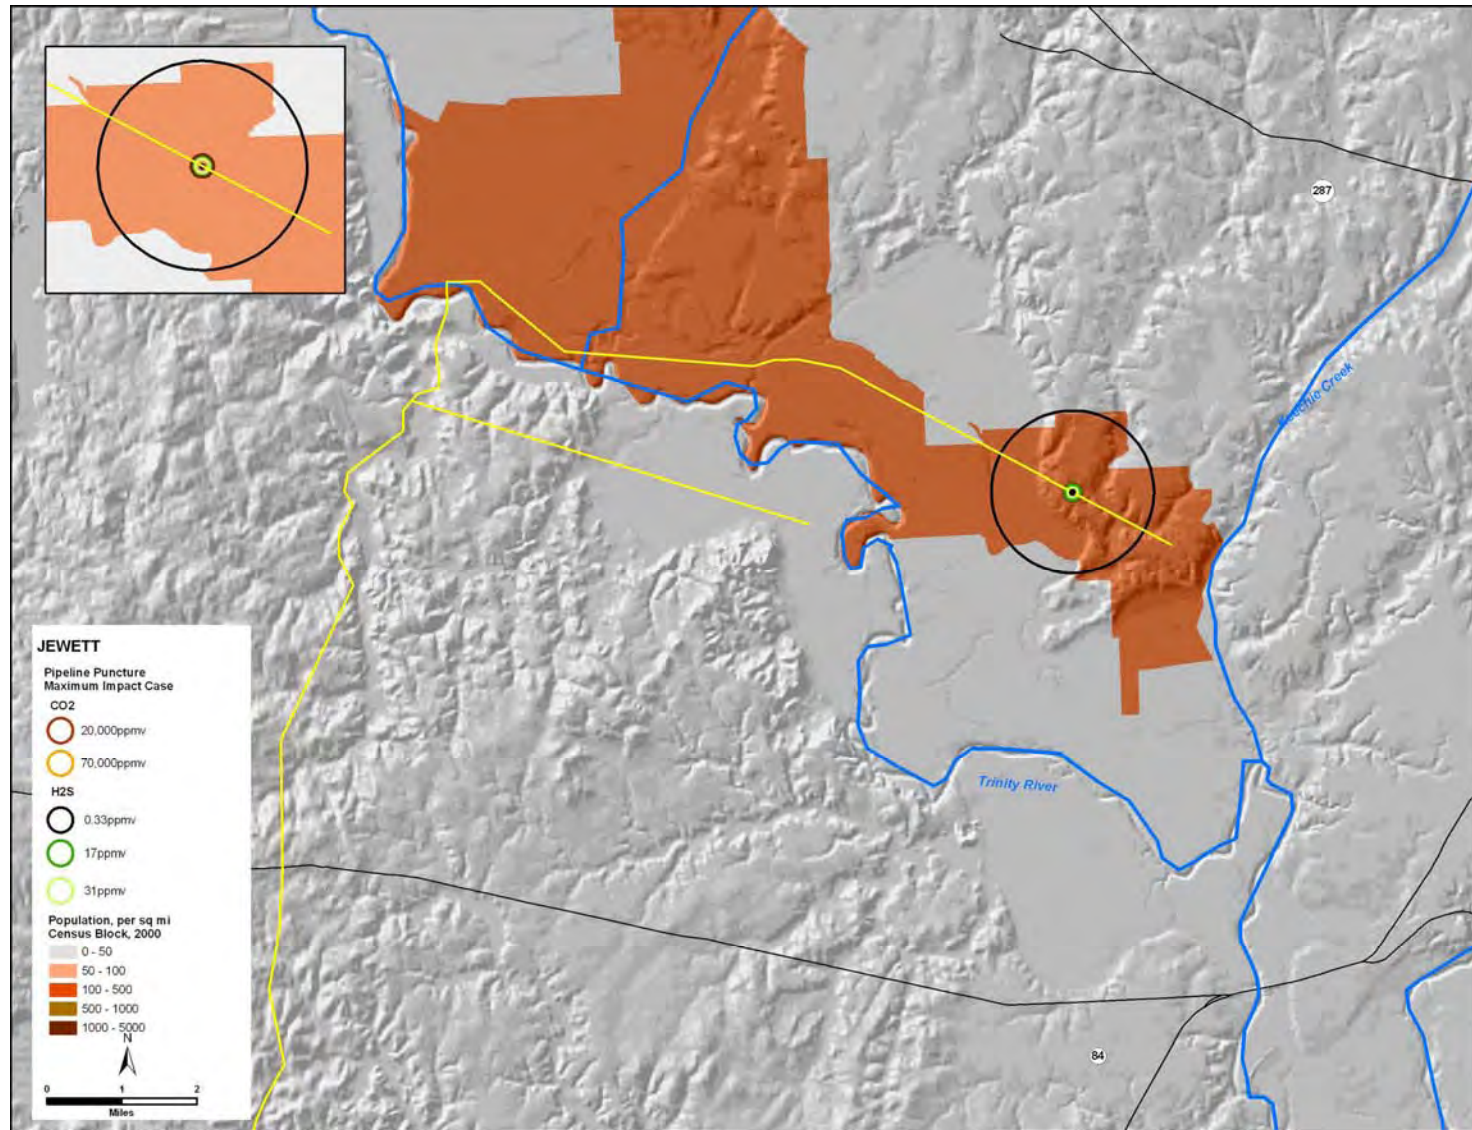 287
Keechie Creek
Trinity River
84
JEWETT
Pipeline Puncture
Maximum Impact Case
CO2
20,000ppmv
70,000ppmv
H2S
0.33ppmv
17ppmv
31ppmv
Population, per sq mi
Census Block, 2000
0 - 50
50 - 100
100 - 500
500 - 1000
1000 - 5000
N
0 1 2
Miles